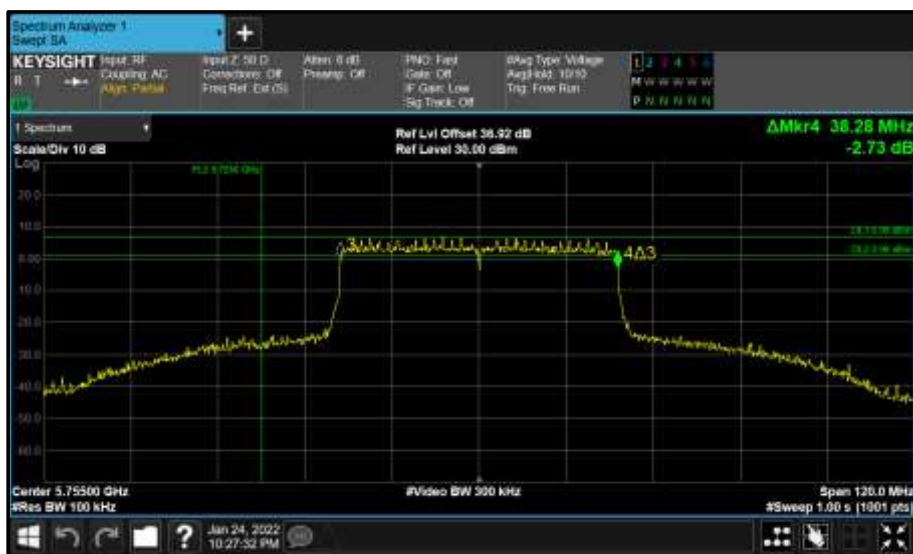 Spectrum Analyzer 1
Swept SA
+
KEYSIGHT
R T
Input: RF
Coupling: AC
Align: Partial
Input Z: 50 Ω
Corrections: Off
Freq Ref: Ext (S)
Atten: 0 dB
Preamp: Off
PNO: Fast
Gate: Off
IF Gain: Low
Sig Track: Off
#Avg Type: Voltage
Avg|Hold: 10/10
Trig: Free Run
1 2 3 4 5 6
M W W W W W
P N N N N N
1 Spectrum
Scale/Div 10 dB
Ref Lvl Offset 36.92 dB
Ref Level 30.00 dBm
ΔMkr4 38.28 MHz
-2.73 dB
Log
20.0
10.0
0.00
-10.0
-20.0
-30.0
-40.0
-50.0
-60.0
3
4Δ3
Center 5.75500 GHz
#Res BW 100 kHz
#Video BW 300 kHz
Span 120.0 MHz
#Sweep 1.00 s (1001 pts)
?
Jan 24, 2022
10:27:32 PM